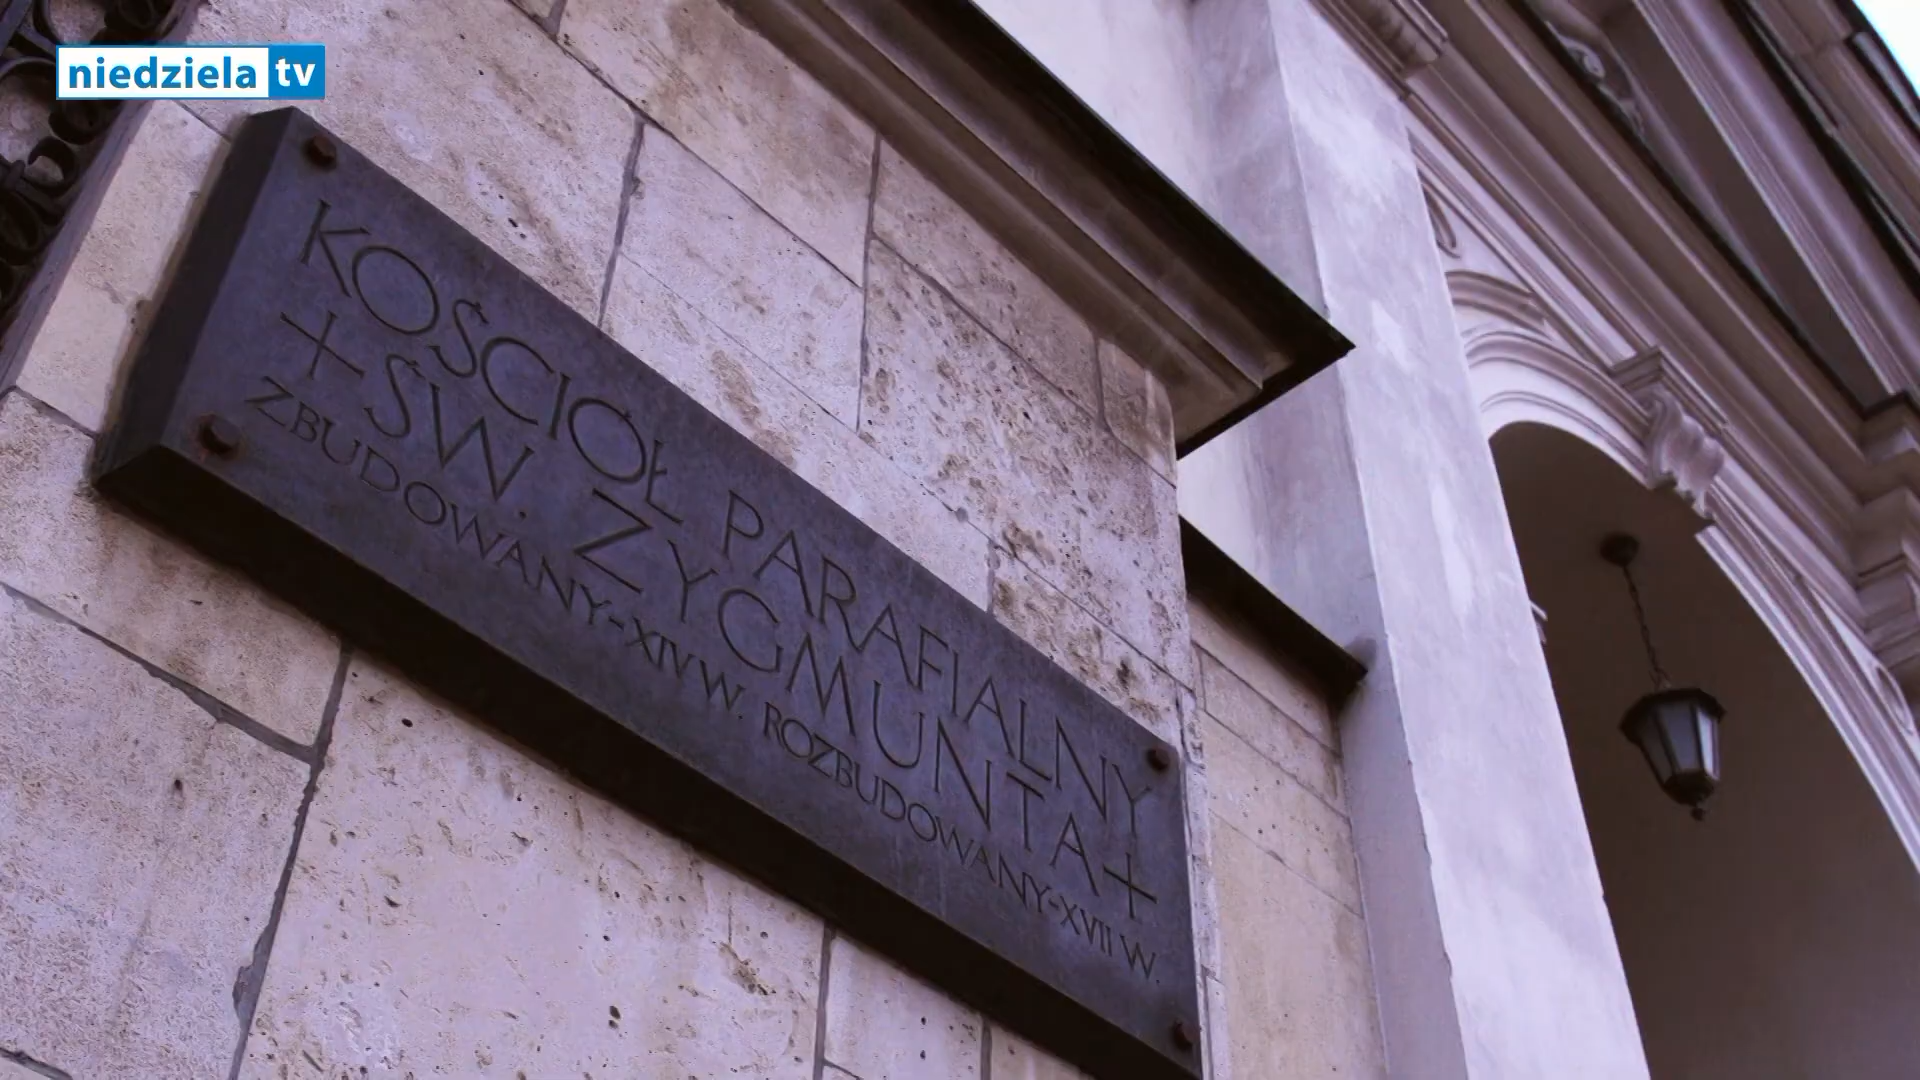 niedziela tv
KOŚCIÓŁ PARAFIALNY
+ ŚW. ZYGMUNTA +
ZBUDOWANY-XIV W. ROZBUDOWANY-XVII W.